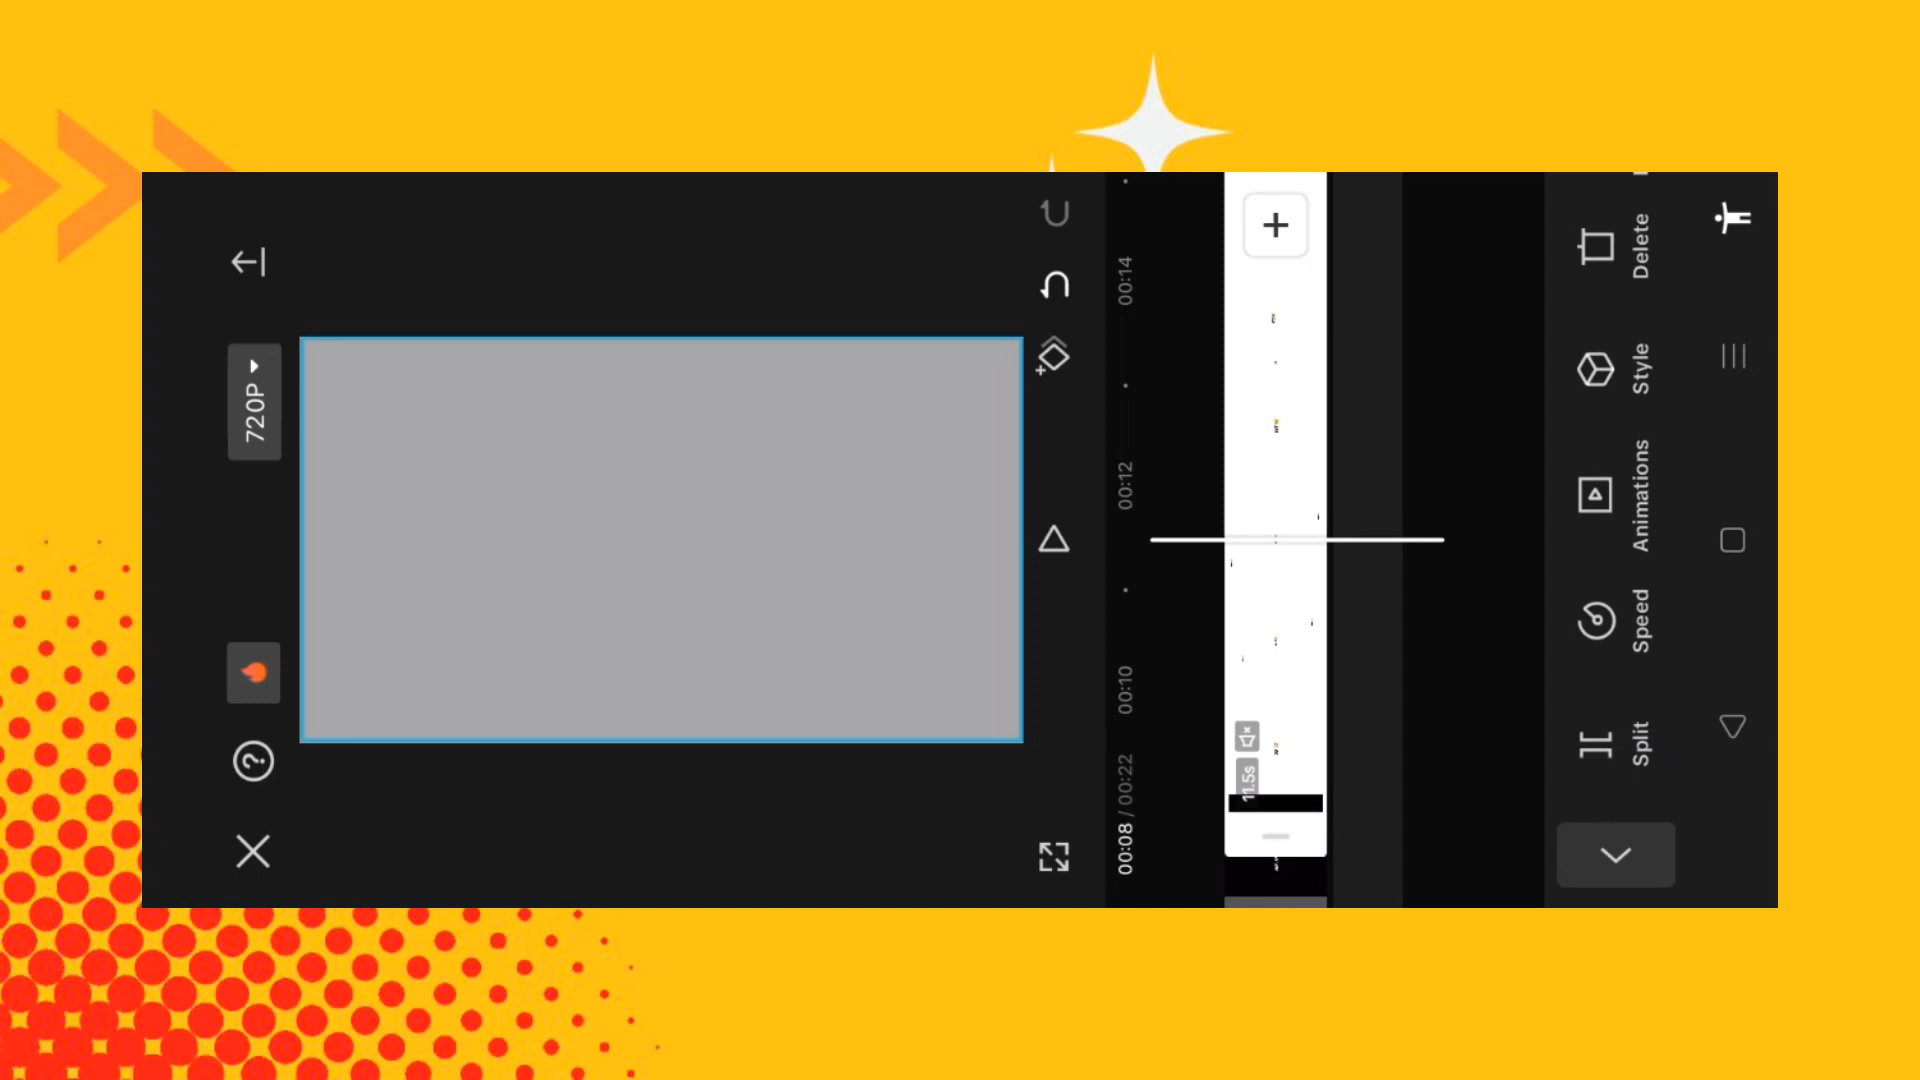 720P
00:08 / 00:22
00:10
00:12
00:14
11.5s
Split
Speed
Animations
Style
Delete